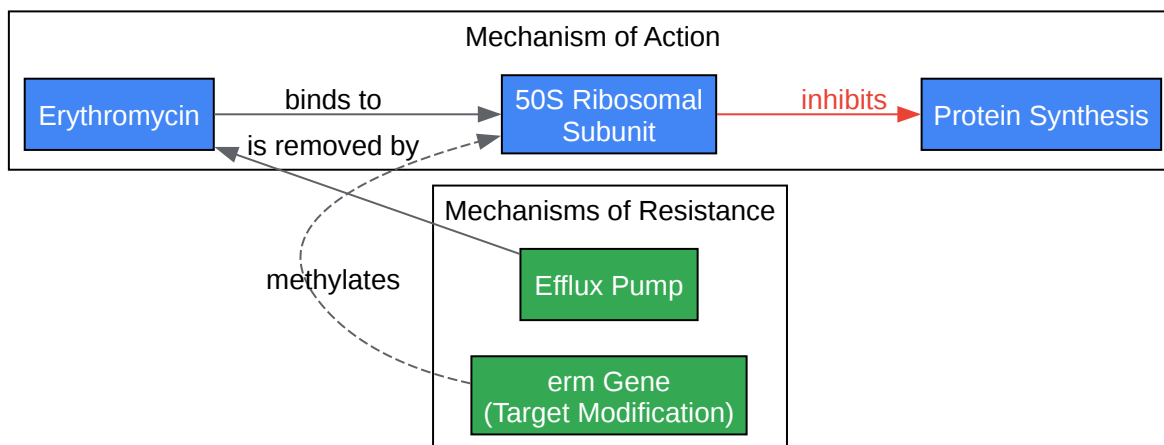 Mechanism of Action
Erythromycin
binds to
50S Ribosomal
Subunit
inhibits
Protein Synthesis
is removed by
Mechanisms of Resistance
methylates
Efflux Pump
erm Gene
(Target Modification)